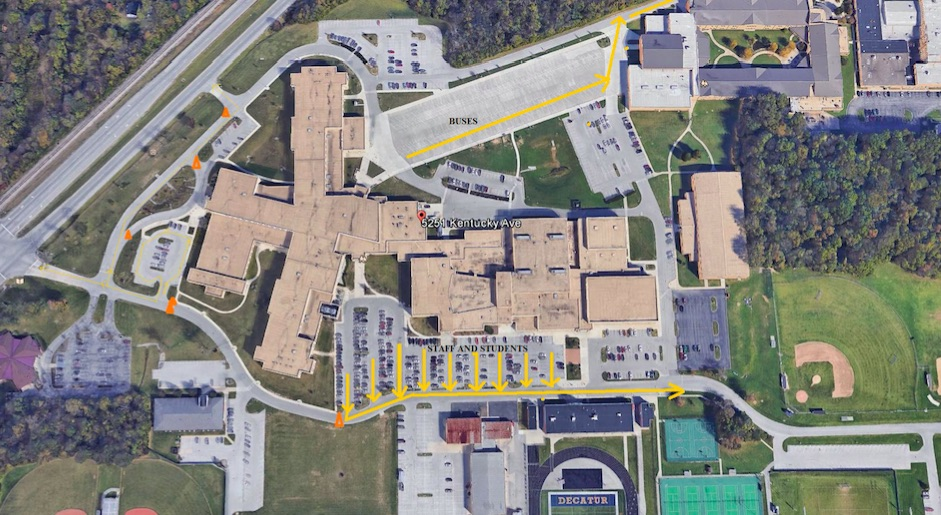 BUSES
5251 Kentucky Ave
STAFF AND STUDENTS
DECATUR